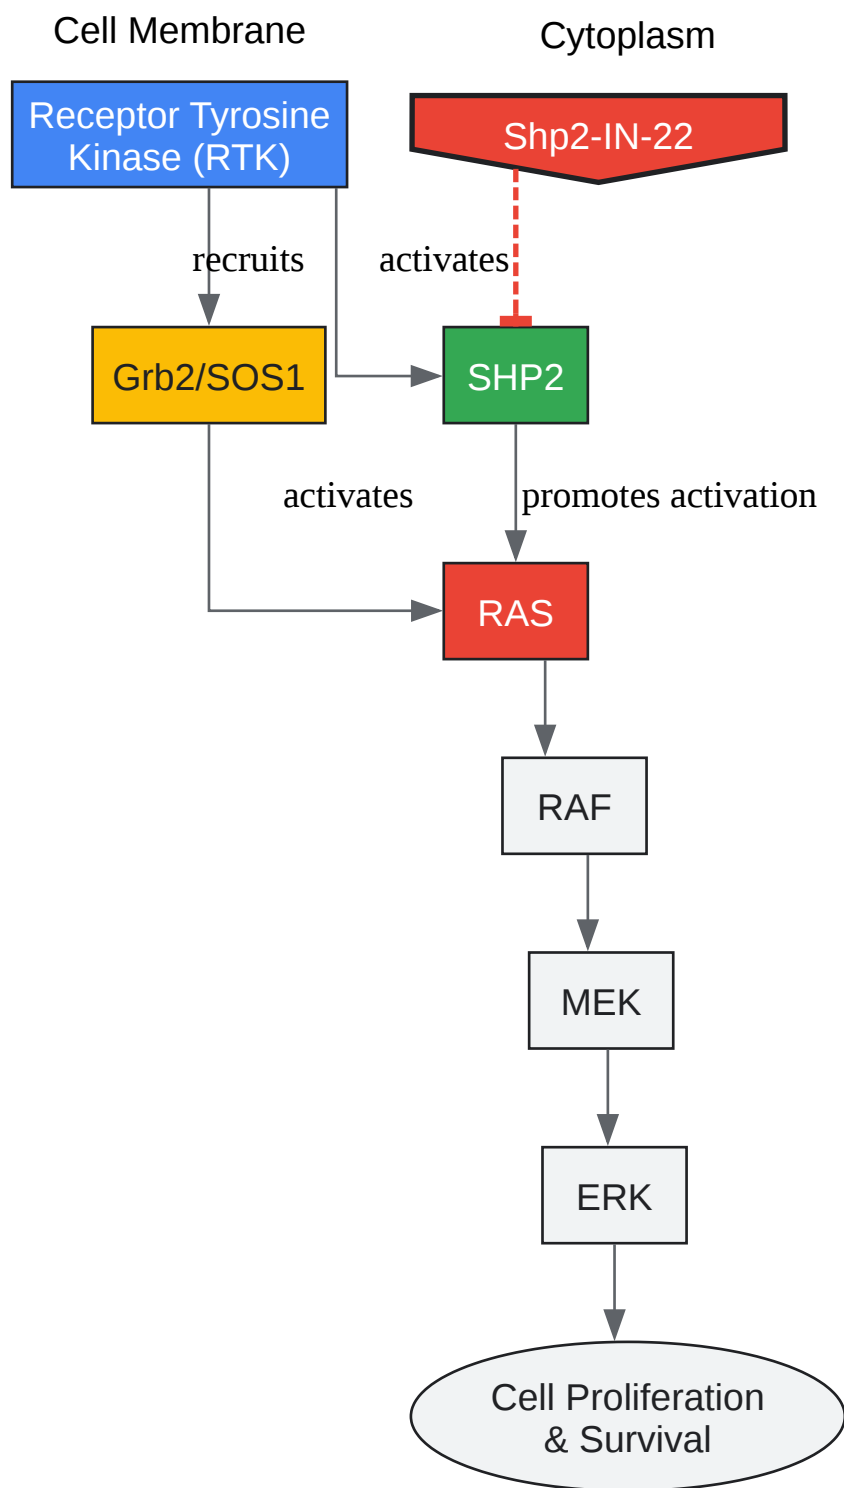 Cell Membrane
Cytoplasm
Receptor Tyrosine
Kinase (RTK)
Shp2-IN-22
recruits
activates
Grb2/SOS1
SHP2
activates
promotes activation
RAS
RAF
MEK
ERK
Cell Proliferation
& Survival